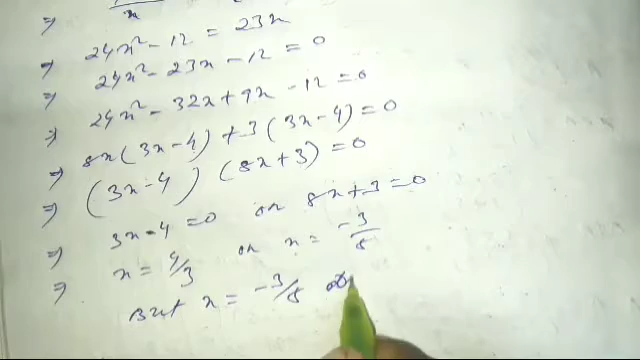 ⇒ 24x² - 12 = 23x
⇒ 24x² - 23x - 12 = 0
⇒ 24x² - 32x + 9x - 12 = 0
⇒ 8x(3x-4) + 3(3x-4) = 0
⇒ (3x-4) (8x+3) = 0
⇒ 3x-4 = 0 or 8x+3 = 0
⇒ x = 4/3 or x = -3/8
But x = -3/8